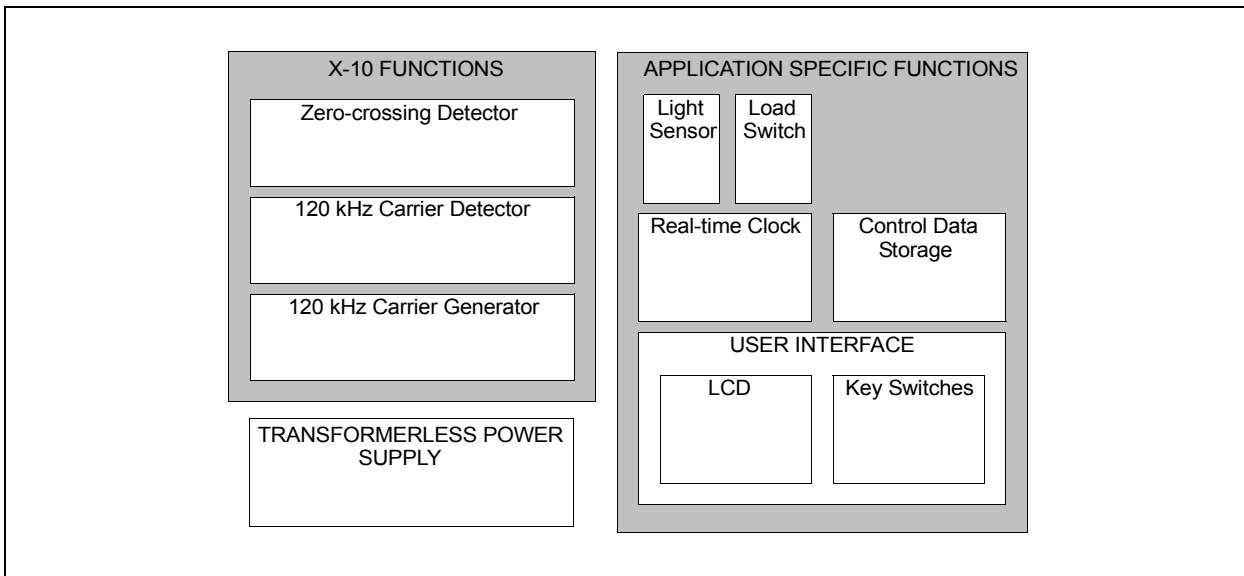 X-10 FUNCTIONS
Zero-crossing Detector
120 kHz Carrier Detector
120 kHz Carrier Generator
TRANSFORMERLESS POWER
SUPPLY
APPLICATION SPECIFIC FUNCTIONS
Light
Sensor
Load
Switch
Real-time Clock
Control Data
Storage
USER INTERFACE
LCD
Key Switches